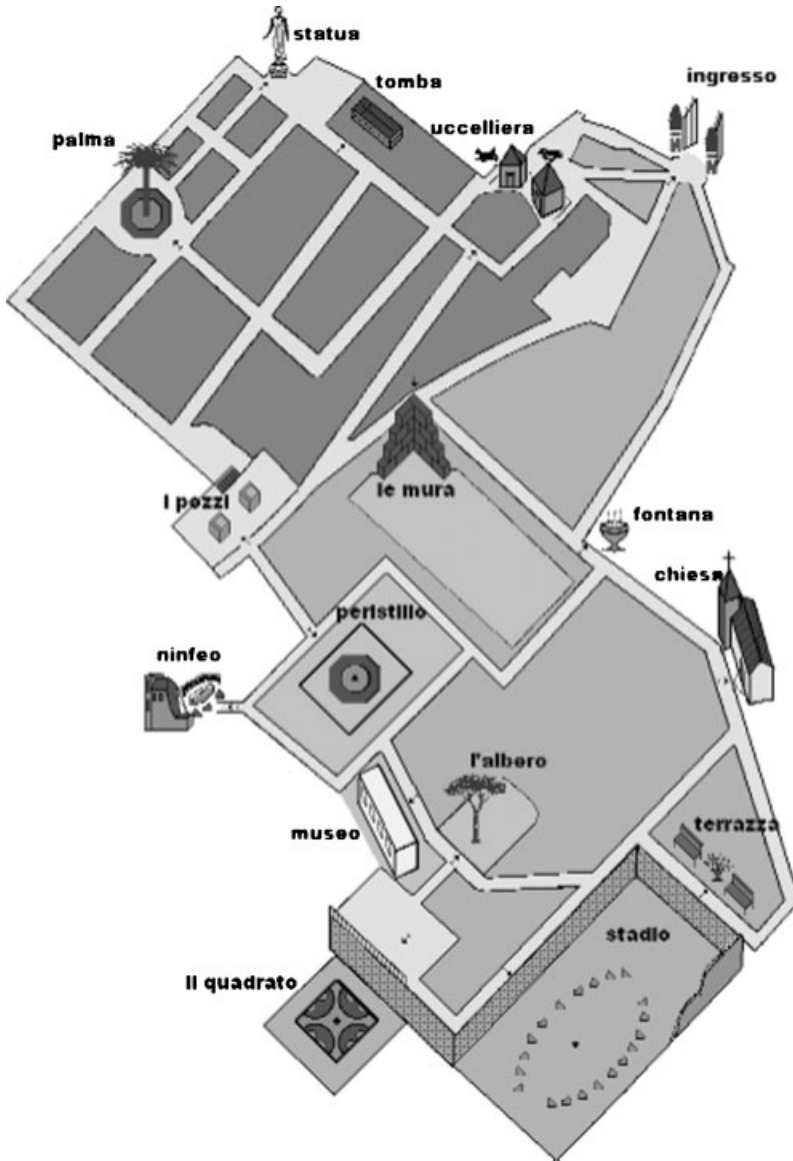 statua
tomba
ingresso
uccelliera
palma
le mura
I pozzi
fontana
chiesa
peristilio
ninfeo
l'albero
museo
terrazza
stadio
Il quadrato